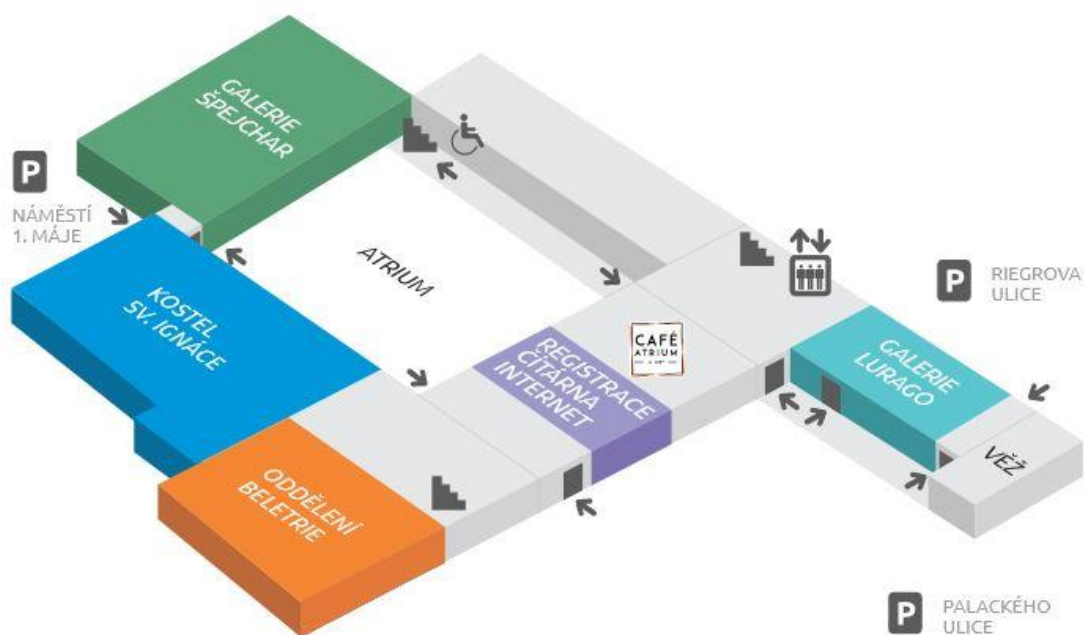 GALERIE
ŠPEJCHAR
P
NÁMĚSTÍ
1. MÁJE
ATRIUM
KOSTEL
SV. IGNÁCE
P
RIEGROVA
ULICE
CAFÉ
ATRIUM
REGISTRACE
ČÍTÁRNA
INTERNET
GALERIE
LURAGO
VĚŽ
ODDĚLENÍ
BELETRIE
P
PALACKÉHO
ULICE